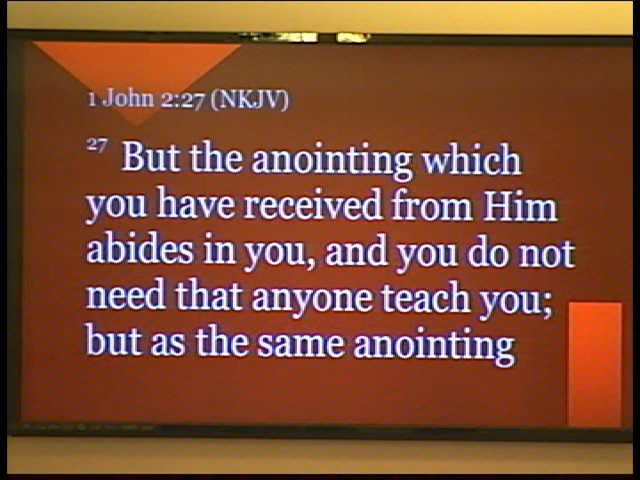 1 John 2:27 (NKJV)
27 But the anointing which
you have received from Him
abides in you, and you do not
need that anyone teach you;
but as the same anointing